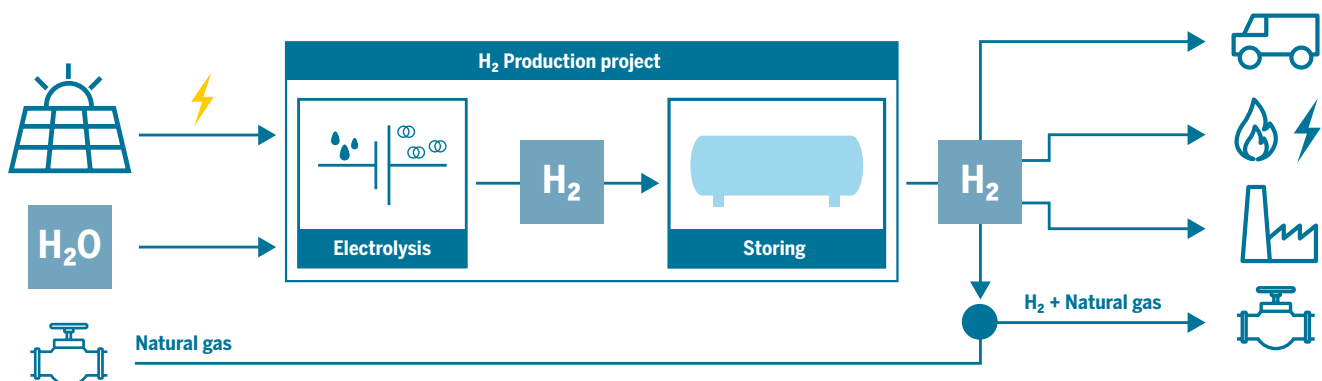 H₂ Production project
H₂O
Electrolysis
H₂
Storing
H₂
Natural gas
H₂ + Natural gas